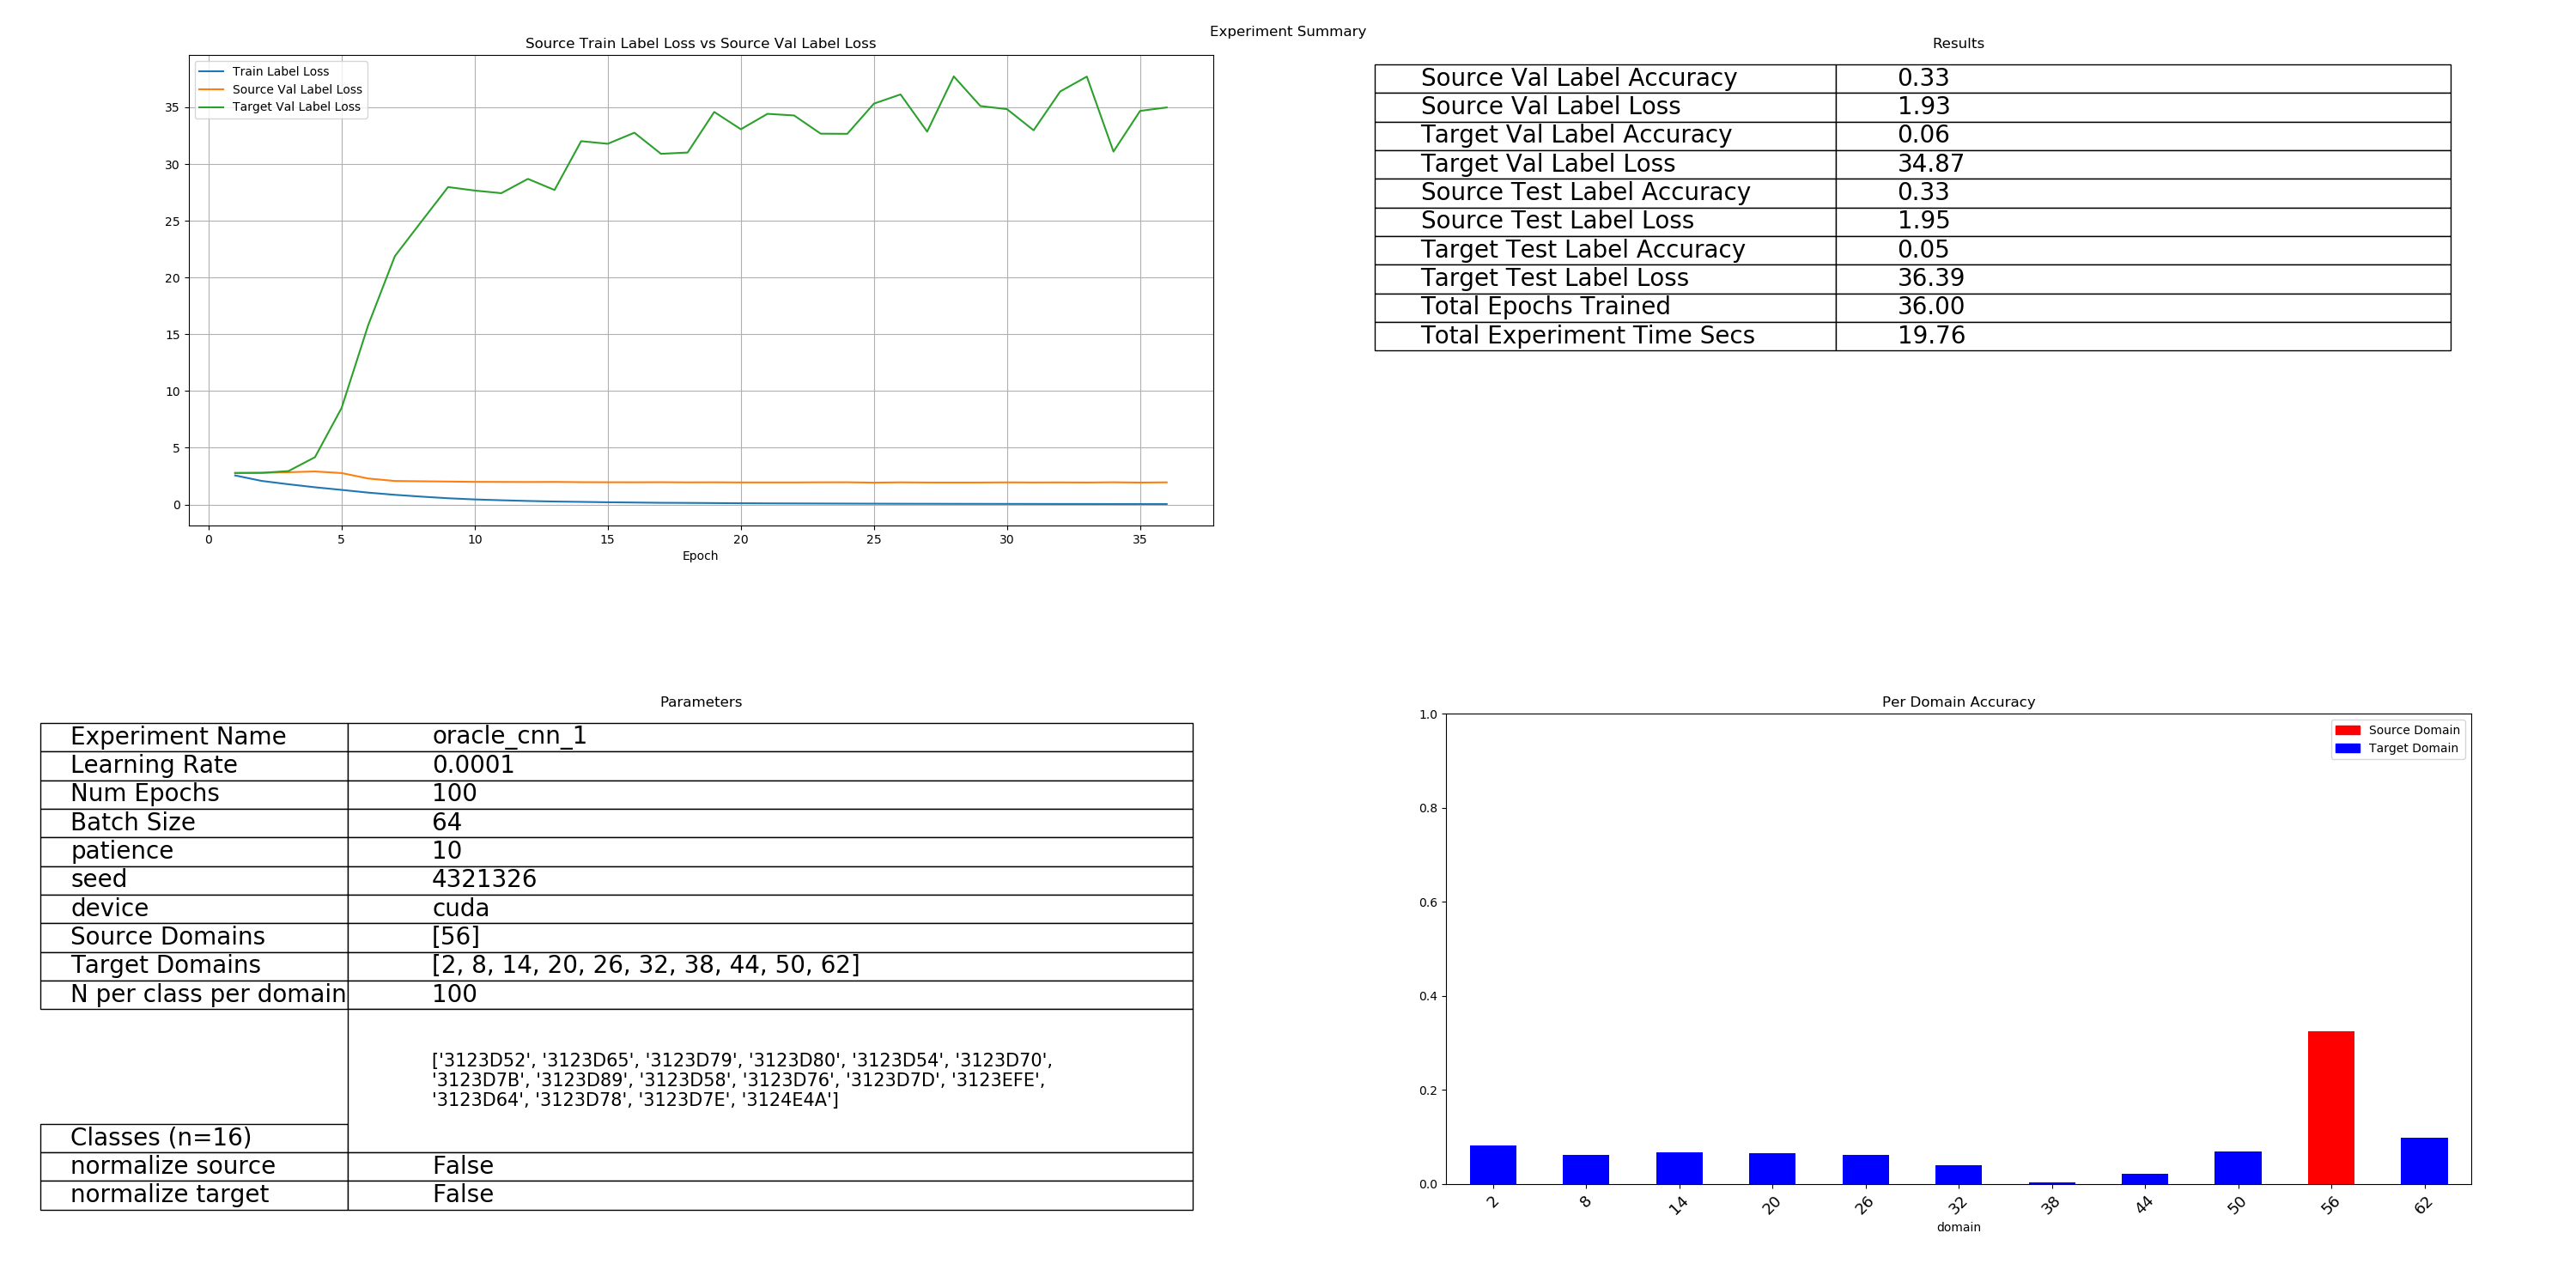 Experiment Summary
Source Train Label Loss vs Source Val Label Loss
Train Label Loss
Source Val Label Loss
Target Val Label Loss
35
30
25
20
15
10
5
0
0 5 10 15 20 25 30 35
Epoch
Results
Source Val Label Accuracy 0.33
Source Val Label Loss 1.93
Target Val Label Accuracy 0.06
Target Val Label Loss 34.87
Source Test Label Accuracy 0.33
Source Test Label Loss 1.95
Target Test Label Accuracy 0.05
Target Test Label Loss 36.39
Total Epochs Trained 36.00
Total Experiment Time Secs 19.76
Parameters
Experiment Name oracle_cnn_1
Learning Rate 0.0001
Num Epochs 100
Batch Size 64
patience 10
seed 4321326
device cuda
Source Domains [56]
Target Domains [2, 8, 14, 20, 26, 32, 38, 44, 50, 62]
N per class per domain 100
['3123D52', '3123D65', '3123D79', '3123D80', '3123D54', '3123D70',
'3123D7B', '3123D89', '3123D58', '3123D76', '3123D7D', '3123EFE',
'3123D64', '3123D78', '3123D7E', '3124E4A']
Classes (n=16)
normalize source False
normalize target False
Per Domain Accuracy
Source Domain
Target Domain
1.0
0.8
0.6
0.4
0.2
0.0
2 8 14 20 26 32 38 44 50 56 62
domain